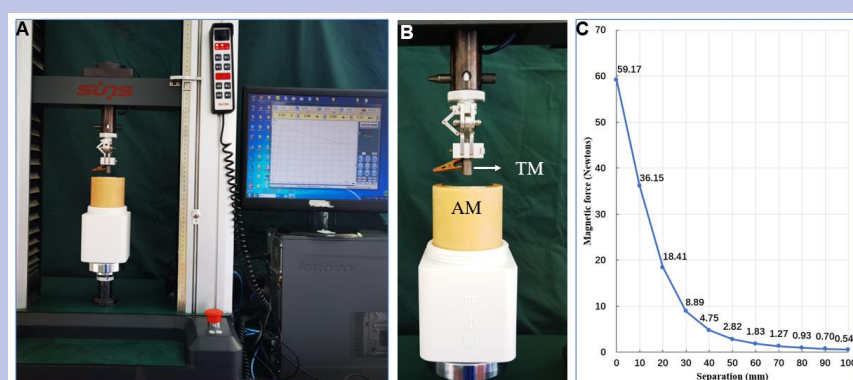 A
suns
lenovo
B
TM
AM
C
Magnetic force (Newtons)
70
60
50
40
30
20
10
0
59.17
36.15
18.41
8.89
4.75
2.82
1.83
1.27
0.93
0.70
0.54
0 10 20 30 40 50 60 70 80 90 100
Separation (mm)